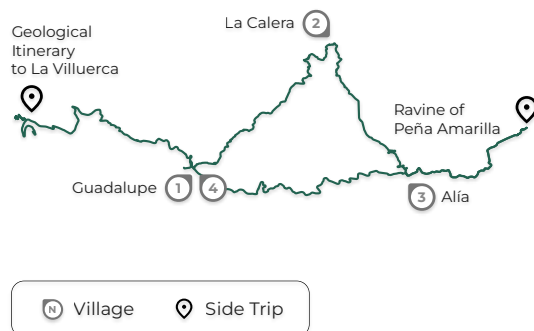 Geological
Itinerary
to La Villuerca
La Calera 2
Ravine of
Peña Amarilla
Guadalupe 1 4
3 Alía
N Village
Side Trip